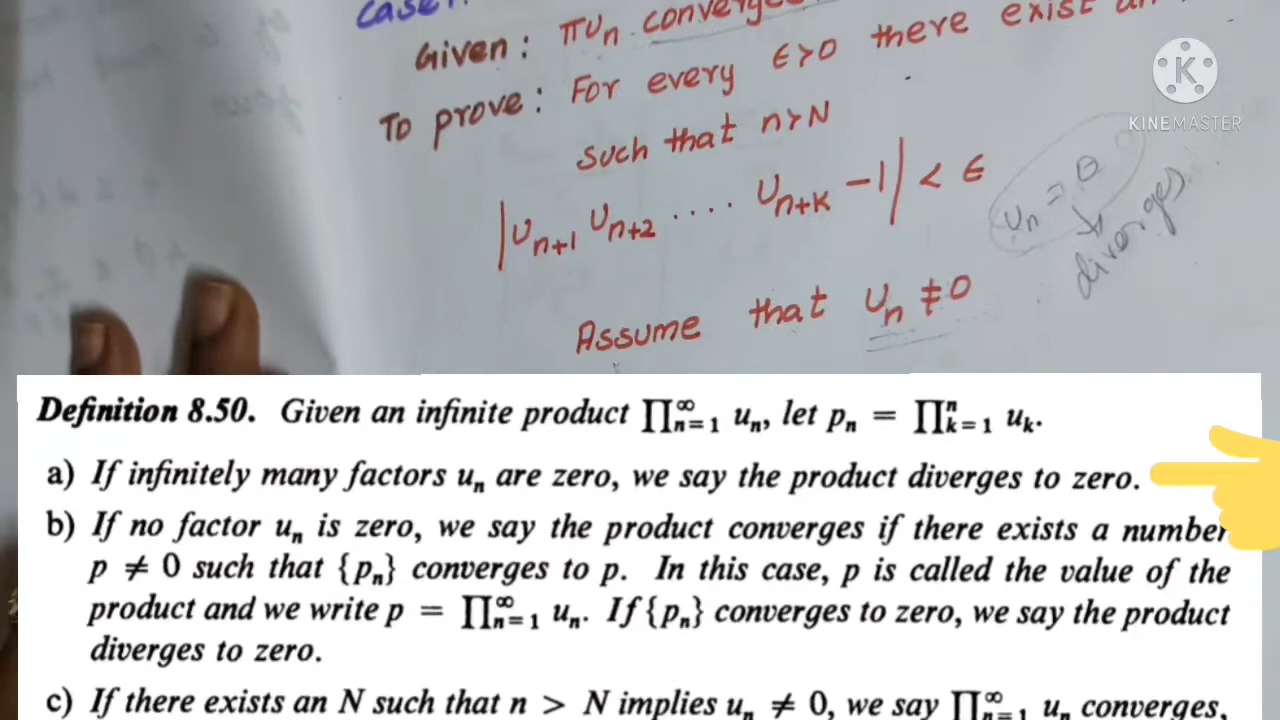 Case 1:
Given : πUn converge
To prove : For every ϵ>0 there exist an
such that n>N
|Un+1 Un+2 .... Un+K -1| < ϵ
Assume that Un ≠0
un = 0
diverges
K
KINEMASTER
Definition 8.50. Given an infinite product ∏∞n=1 un, let pn = ∏nk=1 uk.
a) If infinitely many factors un are zero, we say the product diverges to zero.
b) If no factor un is zero, we say the product converges if there exists a number
p ≠ 0 such that {pn} converges to p. In this case, p is called the value of the
product and we write p = ∏∞n=1 un. If {pn} converges to zero, we say the product
diverges to zero.
c) If there exists an N such that n > N implies un ≠ 0, we say ∏∞n=1 un converges,